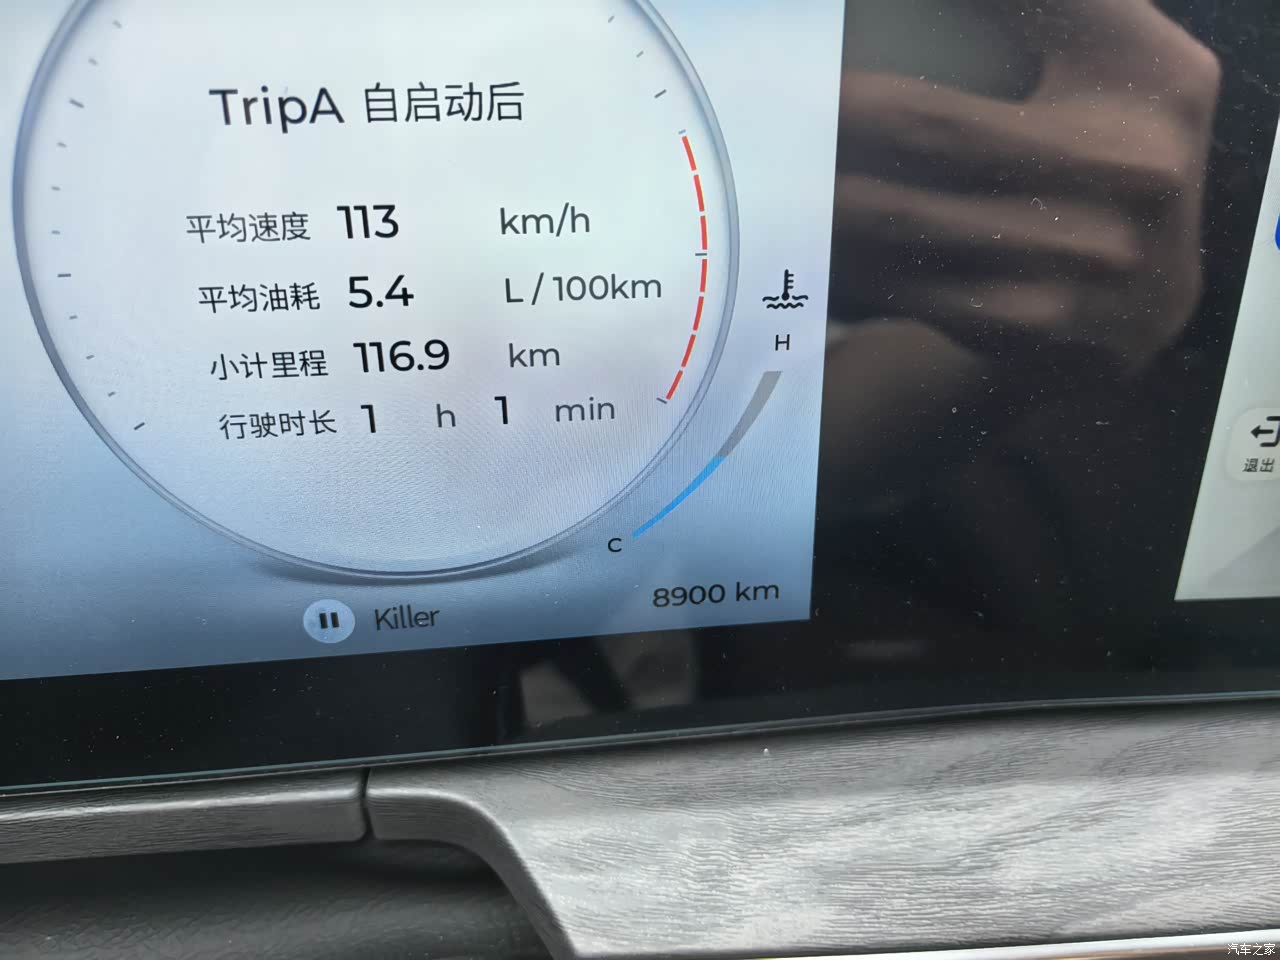 TripA 自启动后
平均速度 113 km/h
平均油耗 5.4 L / 100km
小计里程 116.9 km
行驶时长 1 h 1 min
H
C
8900 km
Killer
退出
汽车之家